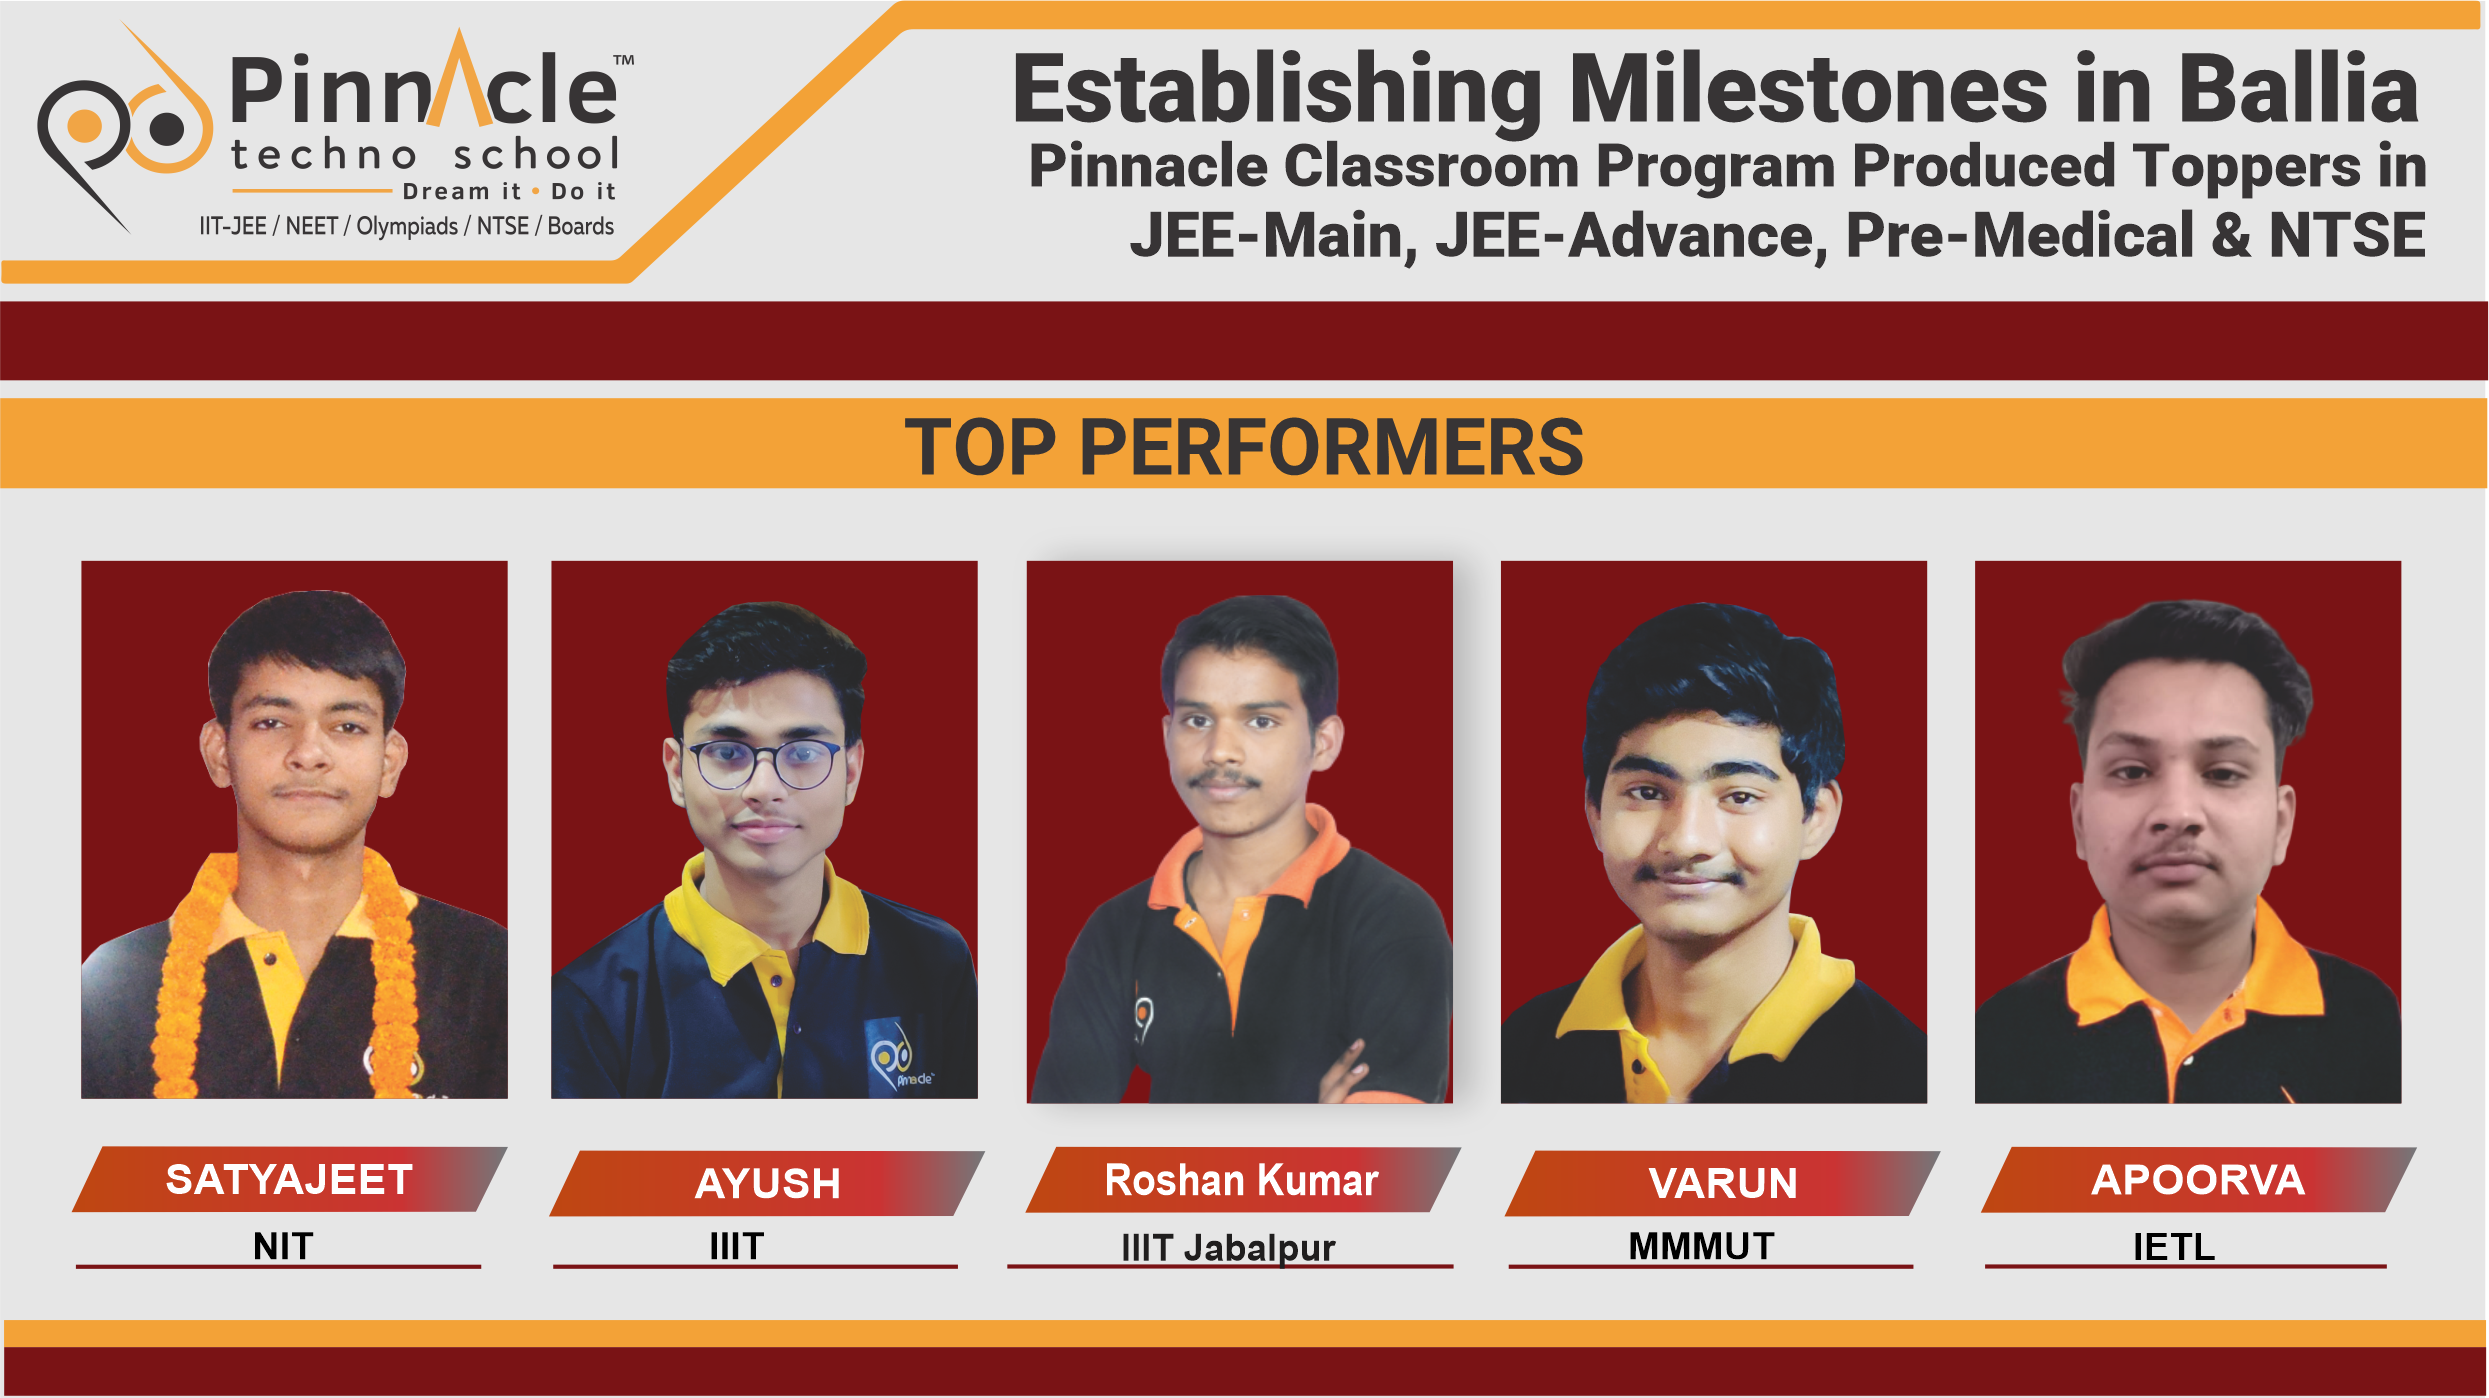 Pinnacle™
techno school
Dream it • Do it
IIT-JEE / NEET / Olympiads / NTSE / Boards
Establishing Milestones in Ballia
Pinnacle Classroom Program Produced Toppers in
JEE-Main, JEE-Advance, Pre-Medical & NTSE
TOP PERFORMERS
Pinnacle™
SATYAJEET
NIT
AYUSH
IIIT
Roshan Kumar
IIIT Jabalpur
VARUN
MMMUT
APOORVA
IETL